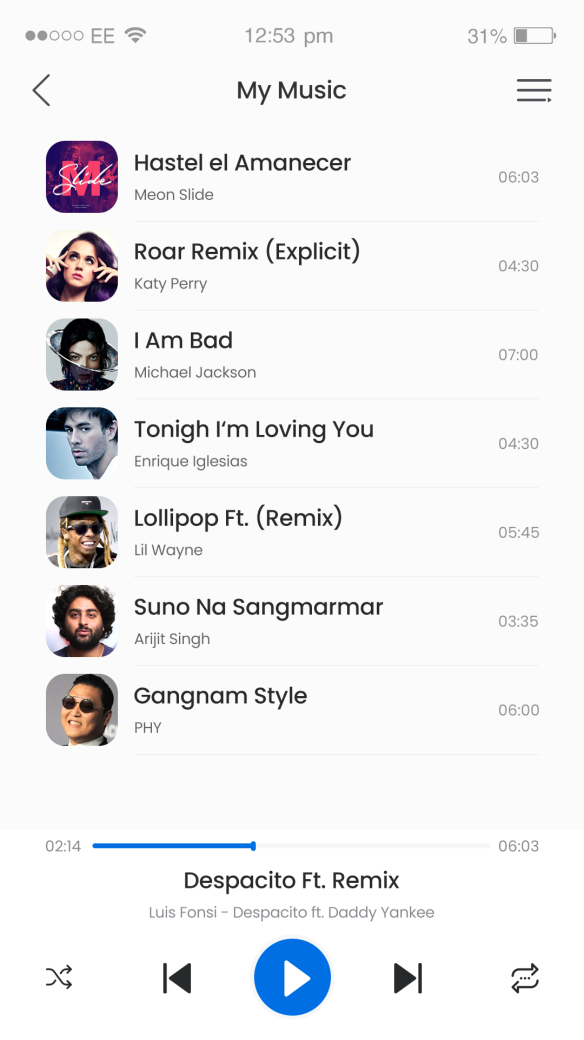 EE 12:53 pm 31%
My Music
Slide M
Hastel el Amanecer
Meon Slide
06:03
Roar Remix (Explicit)
Katy Perry
04:30
I Am Bad
Michael Jackson
07:00
Tonigh I‘m Loving You
Enrique Iglesias
04:30
Lollipop Ft. (Remix)
Lil Wayne
05:45
Suno Na Sangmarmar
Arijit Singh
03:35
Gangnam Style
PHY
06:00
02:14 06:03
Despacito Ft. Remix
Luis Fonsi - Despacito ft. Daddy Yankee